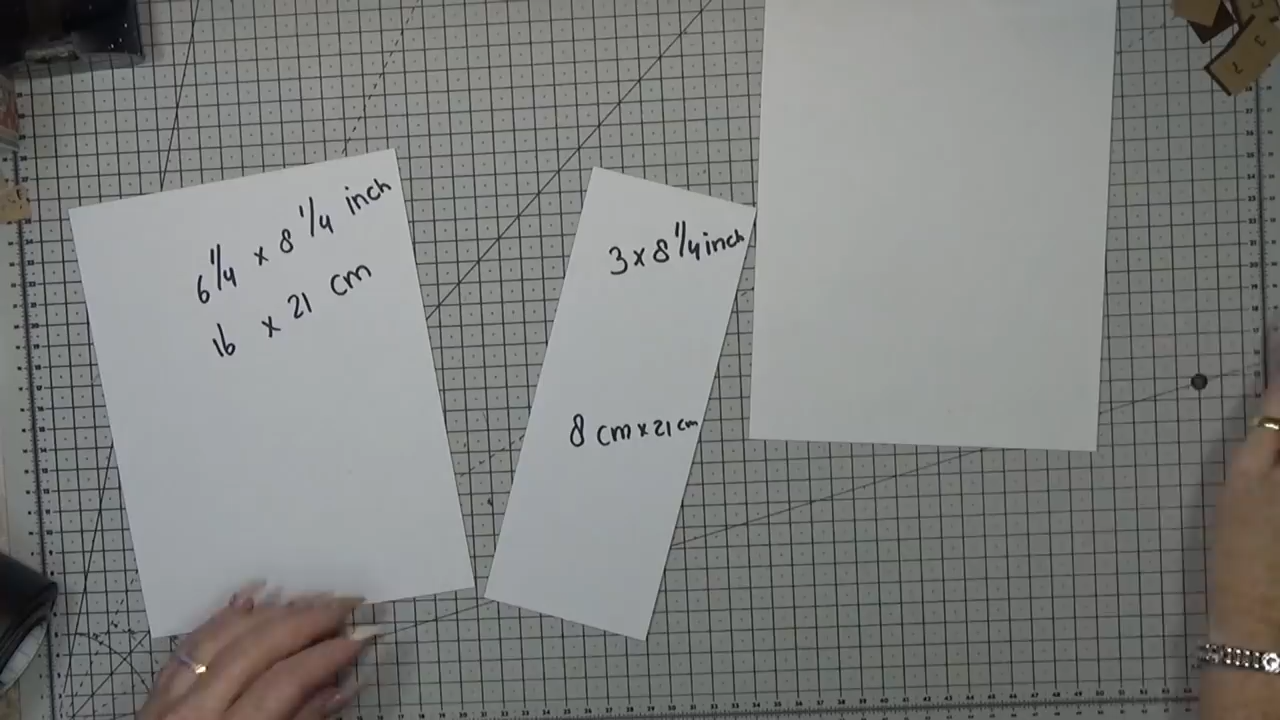 6 1/4 x 8 1/4 inch
16 x 21 cm
3 x 8 1/4 inch
8 cm x 21 cm